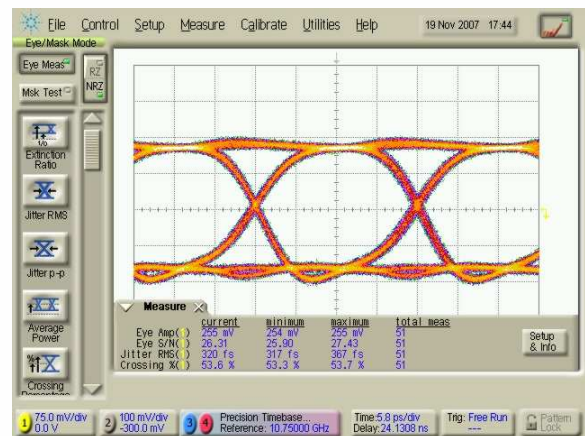 File Control Setup Measure Calibrate Utilities Help 19 Nov 2007 17:44
Eye/Mask Mode
Eye Meas
RZ
NRZ
Msk Test
Extinction
Ratio
Jitter RMS
Jitter p-p
Average
Power
Crossing
Measure
current minimum maximum total meas
Eye Amp(1) 255 mV 254 mV 255 mV 51
Eye S/N(1) 26.31 25.90 27.43 51
Jitter RMS(1) 320 fs 317 fs 367 fs 51
Crossing %(1) 53.6 % 53.3 % 53.7 % 51
Setup
& Info
1 75.0 mV/div
0.0 V
2 100 mV/div
-300.0 mV
3 4 Precision Timebase...
Reference: 10.75000 GHz
Time:5.8 ps/div
Delay:24.1308 ns
Trig: Free Run
---
Pattern
Lock